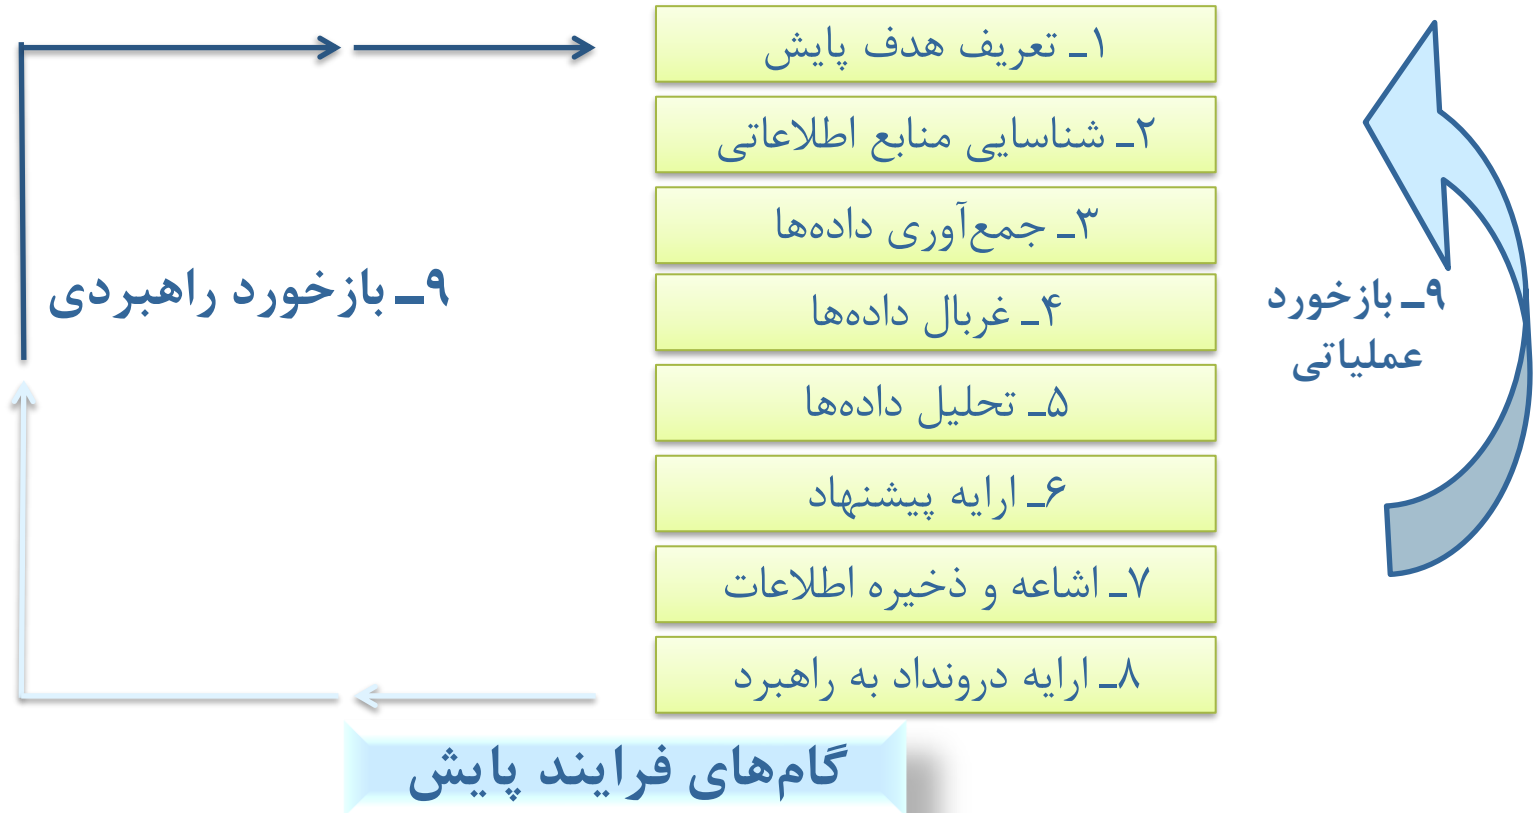 ۱ـ تعریف هدف پایش
۲ـ شناسایی منابع اطلاعاتی
۳ـ جمع‌آوری داده‌ها
۴ـ غربال داده‌ها
۵ـ تحلیل داده‌ها
۶ـ ارایه پیشنهاد
۷ـ اشاعه و ذخیره اطلاعات
۸ـ ارایه درونداد به راهبرد
۹ـ بازخورد
عملیاتی
۹ـ بازخورد راهبردی
گام‌های فرایند پایش